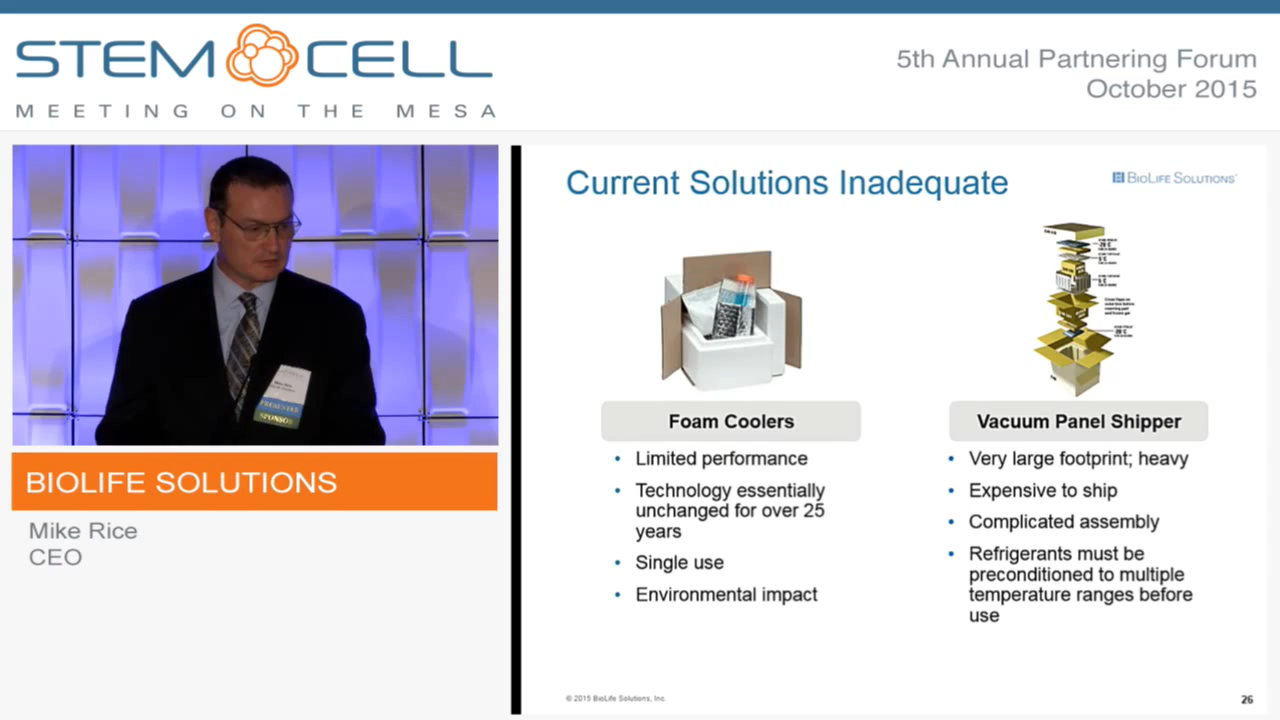 STEM CELL
MEETING ON THE MESA
5th Annual Partnering Forum
October 2015
PRESENTER
SPONSOR
BIOLIFE SOLUTIONS
Mike Rice
CEO
Current Solutions Inadequate
BIOLIFE SOLUTIONS
Foam Coolers
• Limited performance
• Technology essentially
unchanged for over 25
years
• Single use
• Environmental impact
Vacuum Panel Shipper
• Very large footprint; heavy
• Expensive to ship
• Complicated assembly
• Refrigerants must be
preconditioned to multiple
temperature ranges before
use
© 2015 BioLife Solutions, Inc.
26